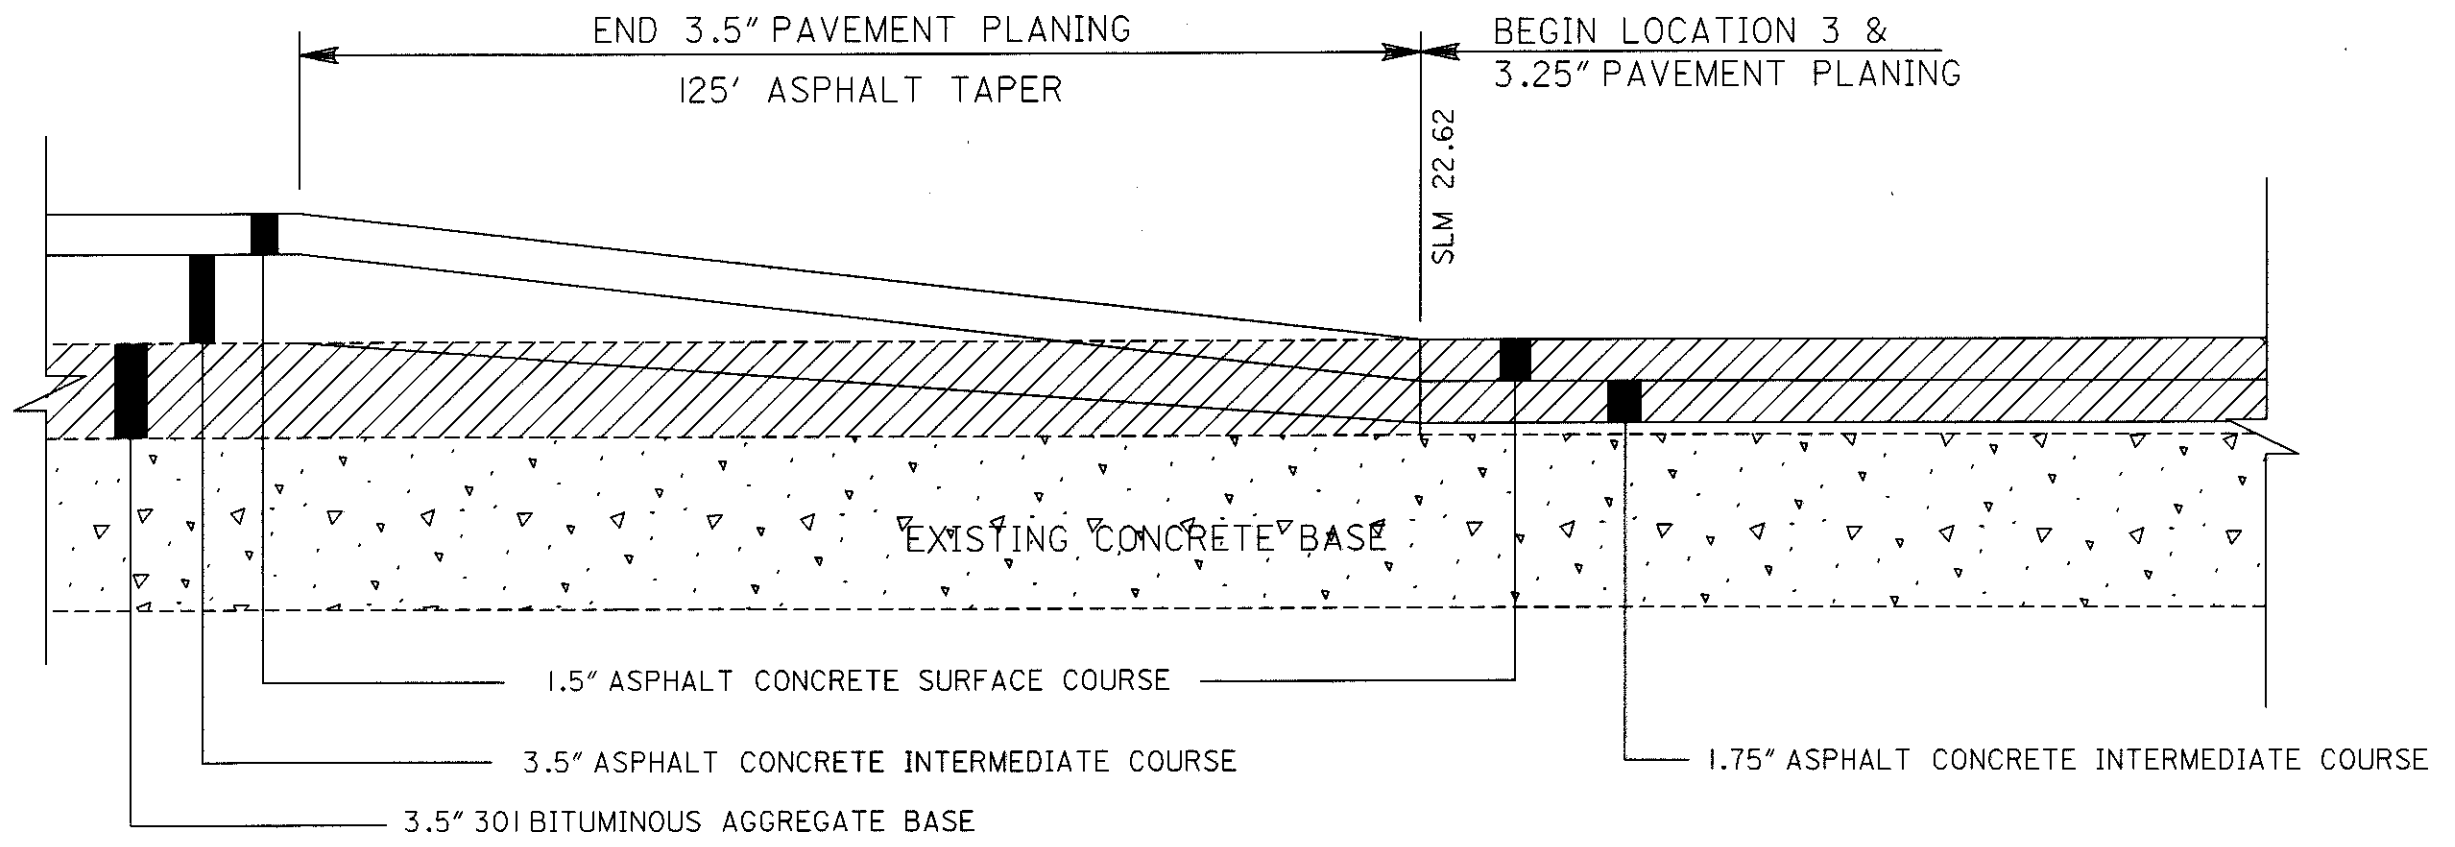 END 3.5" PAVEMENT PLANING
125' ASPHALT TAPER
BEGIN LOCATION 3 &
3.25" PAVEMENT PLANING
SLM 22.62
EXISTING CONCRETE BASE
1.5" ASPHALT CONCRETE SURFACE COURSE
3.5" ASPHALT CONCRETE INTERMEDIATE COURSE
1.75" ASPHALT CONCRETE INTERMEDIATE COURSE
3.5" 301 BITUMINOUS AGGREGATE BASE